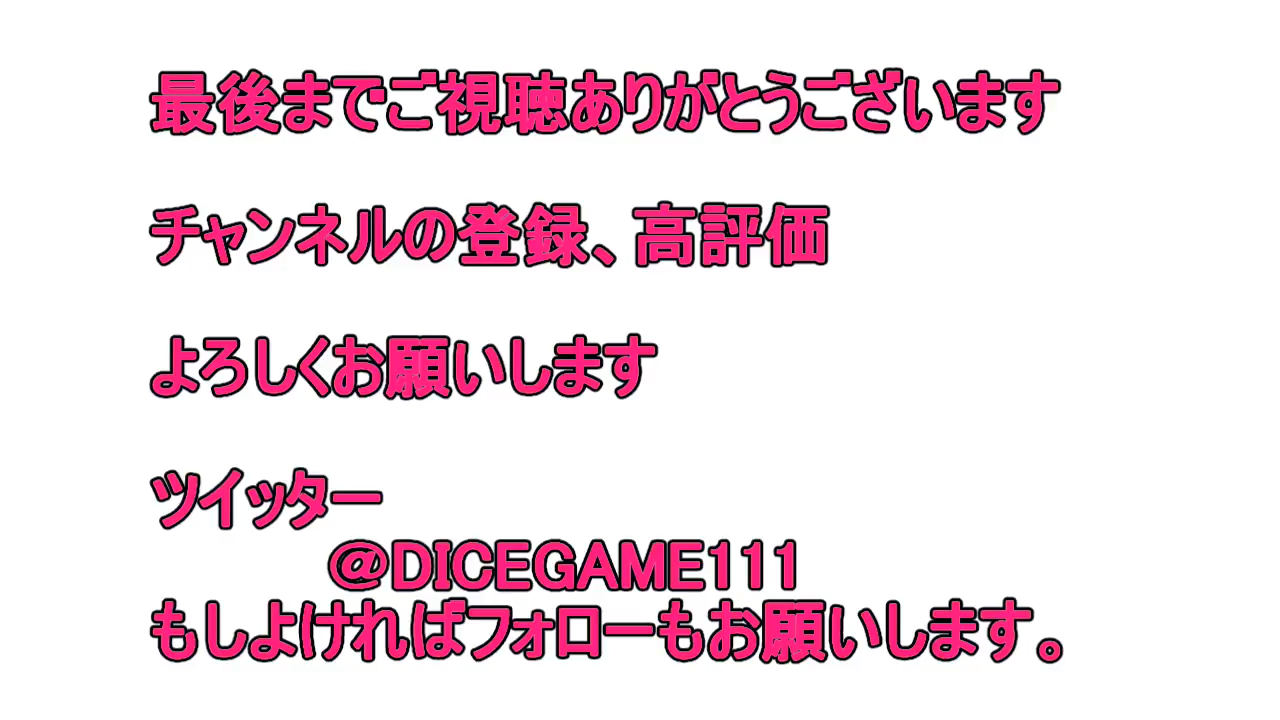 最後までご視聴ありがとうございます
チャンネルの登録、高評価
よろしくお願いします
ツイッター
@DICEGAME111
もしよければフォローもお願いします。